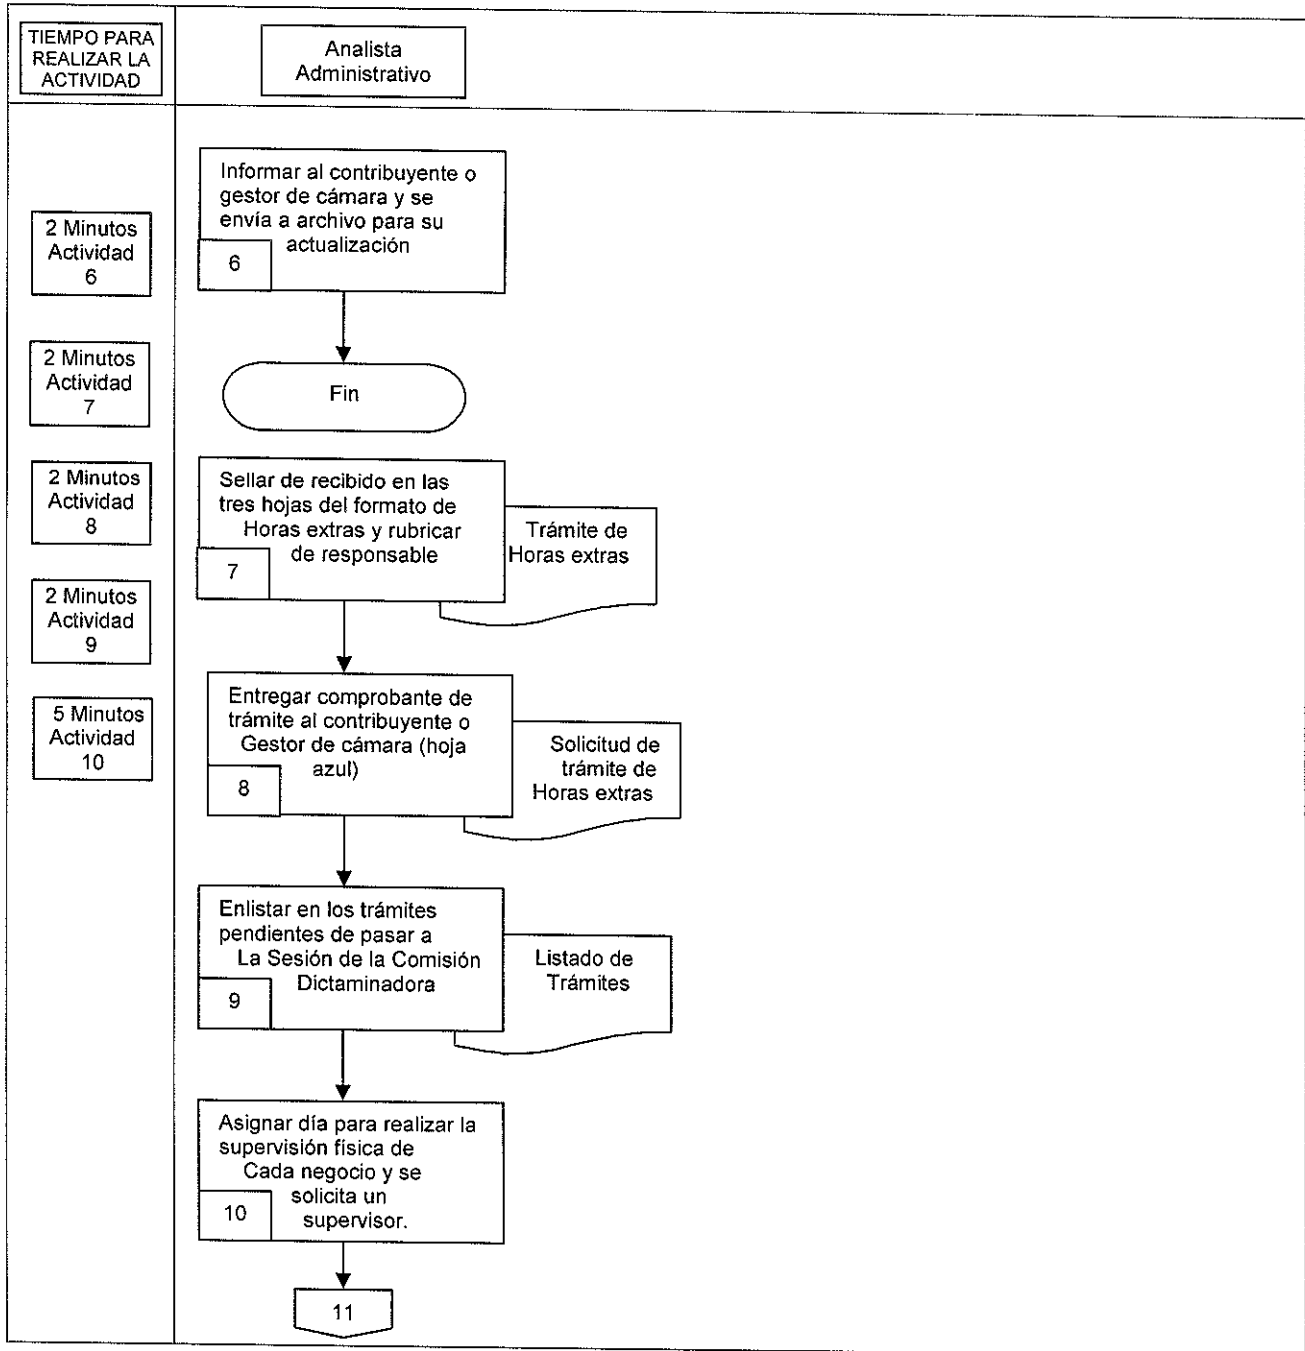 TIEMPO PARA
REALIZAR LA
ACTIVIDAD
Analista
Administrativo
2 Minutos
Actividad
6
2 Minutos
Actividad
7
2 Minutos
Actividad
8
2 Minutos
Actividad
9
5 Minutos
Actividad
10
Informar al contribuyente o
gestor de cámara y se
envía a archivo para su
actualización
6
Fin
Sellar de recibido en las
tres hojas del formato de
Horas extras y rubricar
de responsable
7
Trámite de
Horas extras
Entregar comprobante de
trámite al contribuyente o
Gestor de cámara (hoja
azul)
8
Solicitud de
trámite de
Horas extras
Enlistar en los trámites
pendientes de pasar a
La Sesión de la Comisión
Dictaminadora
9
Listado de
Trámites
Asignar día para realizar la
supervisión física de
Cada negocio y se
solicita un
supervisor.
10
11